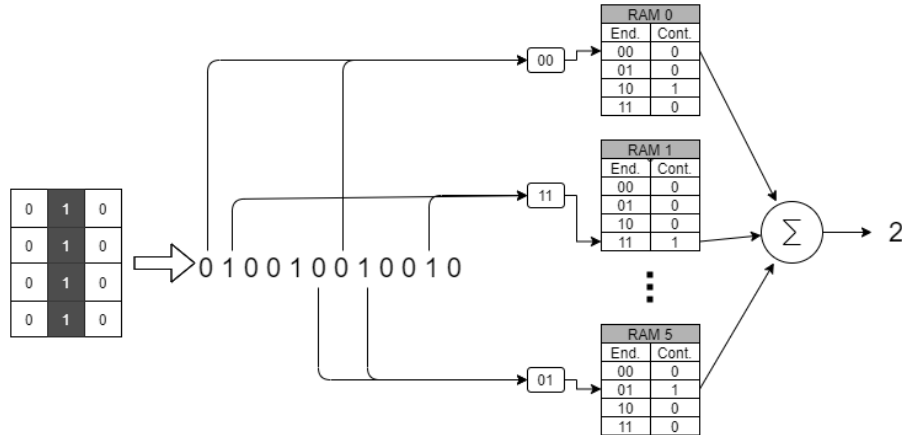 RAM 0
End. Cont.
00 0
01 0
10 1
11 0
00
RAM 1
End. Cont.
00 0
01 0
10 0
11 1
11
0 1 0
0 1 0
0 1 0
0 1 0
0 1 0 0 1 0 0 1 0 0 1 0
Σ
2
RAM 5
End. Cont.
00 0
01 1
10 0
11 0
01